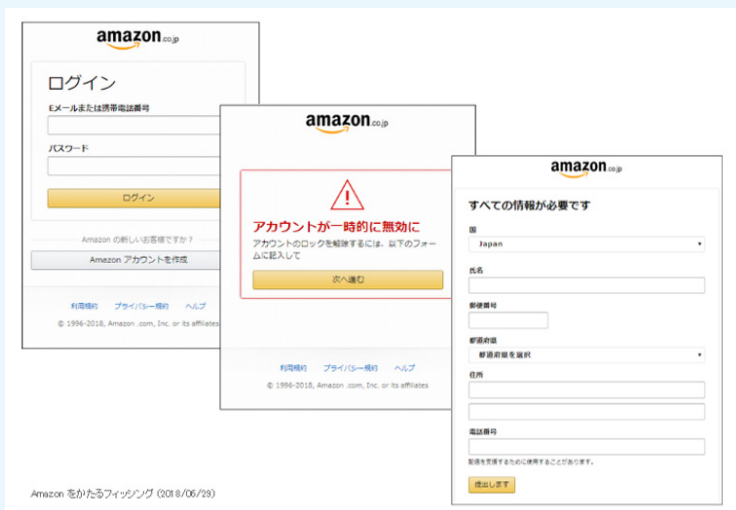 amazon.co.jp
ログイン
Eメールまたは携帯電話番号
パスワード
ログイン
Amazon の新しいお客様ですか?
Amazon アカウントを作成
利用規約 プライバシー規約 ヘルプ
© 1996-2018, Amazon .com, Inc. or its affiliates
amazon.co.jp
アカウントが一時的に無効に
アカウントのロックを解除するには、以下のフォー
ムに記入して
次へ進む
利用規約 プライバシー規約 ヘルプ
© 1996-2018, Amazon .com, Inc. or its affiliates
amazon.co.jp
すべての情報が必要です
国
Japan
氏名
郵便番号
都道府県
都道府県を選択
住所
電話番号
配送を支援するために使用することがあります。
提出します
Amazon をかたるフィッシング (2018/06/29)